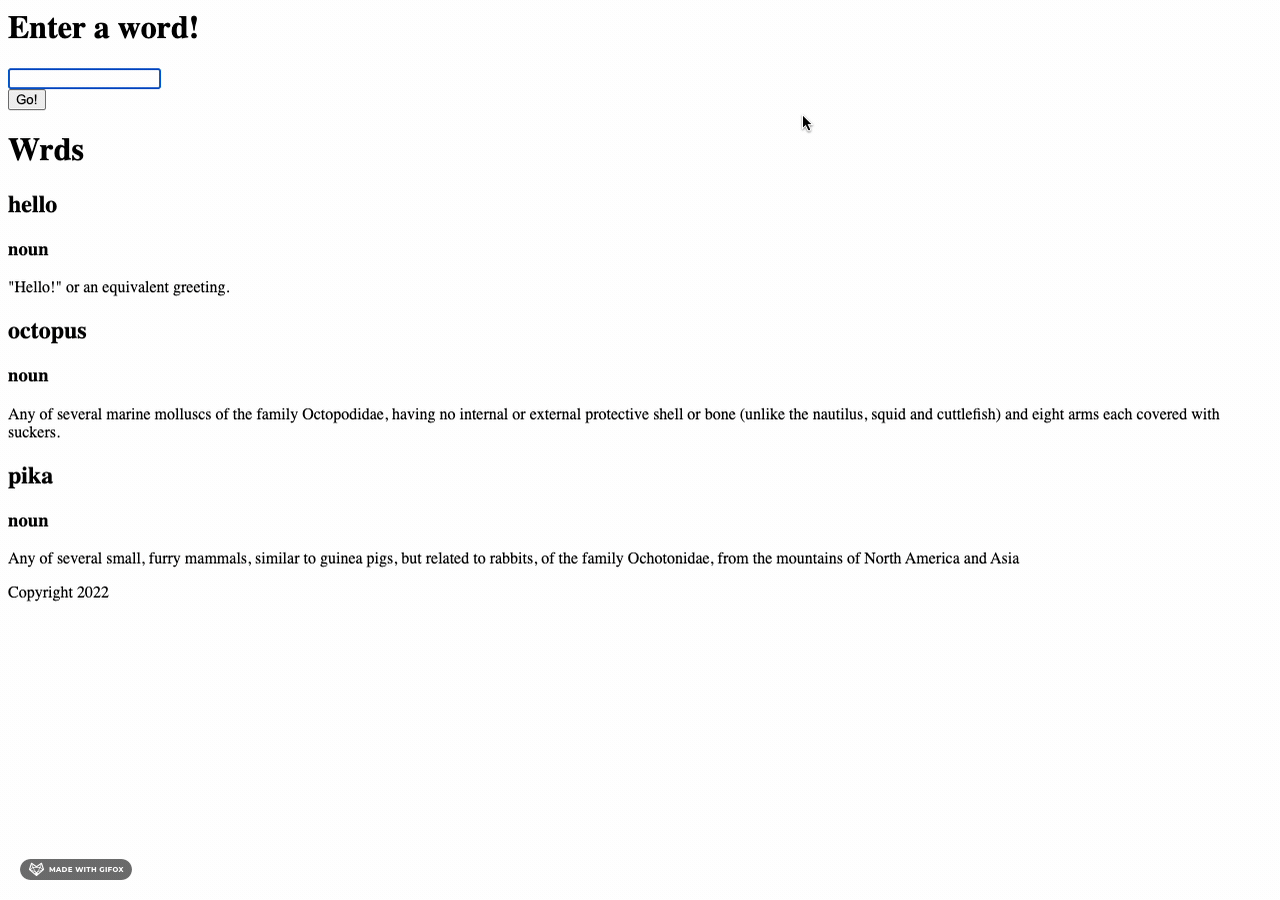 Enter a word!
Go!
Wrds
hello
noun
"Hello!" or an equivalent greeting.
octopus
noun
Any of several marine molluscs of the family Octopodidae, having no internal or external protective shell or bone (unlike the nautilus, squid and cuttlefish) and eight arms each covered with
suckers.
pika
noun
Any of several small, furry mammals, similar to guinea pigs, but related to rabbits, of the family Ochotonidae, from the mountains of North America and Asia
Copyright 2022
MADE WITH GIFOX